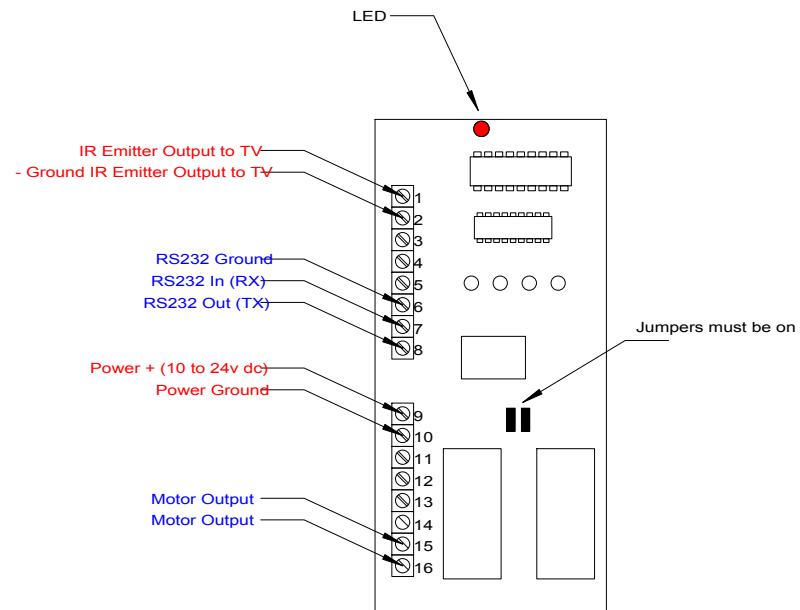 LED
IR Emitter Output to TV
- Ground IR Emitter Output to TV
1
2
3
4
RS232 Ground
5
RS232 In (RX)
6
RS232 Out (TX)
7
8
Jumpers must be on
Power + (10 to 24v dc)
Power Ground
9
10
11
12
13
Motor Output
14
Motor Output
15
16